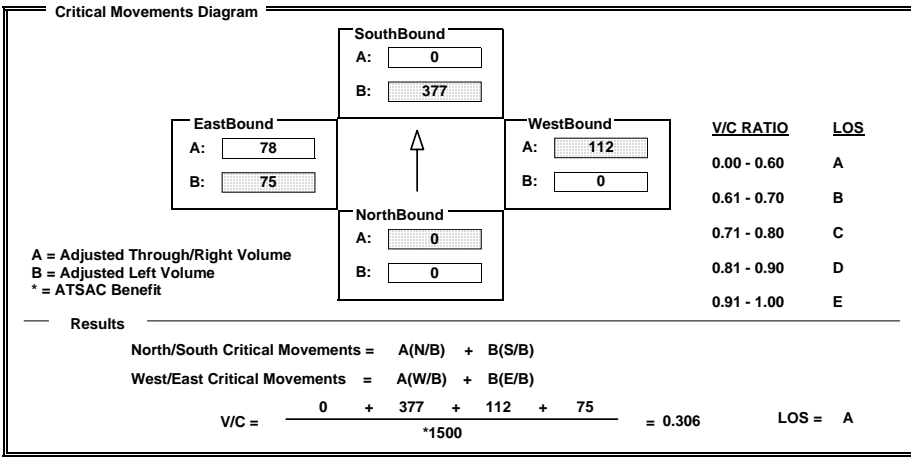 Critical Movements Diagram
SouthBound
A: 0
B: 377
EastBound
A: 78
B: 75
WestBound
A: 112
B: 0
NorthBound
A: 0
B: 0
V/C RATIO LOS
0.00 - 0.60 A
0.61 - 0.70 B
0.71 - 0.80 C
0.81 - 0.90 D
0.91 - 1.00 E
A = Adjusted Through/Right Volume
B = Adjusted Left Volume
* = ATSAC Benefit
Results
North/South Critical Movements = A(N/B) + B(S/B)
West/East Critical Movements = A(W/B) + B(E/B)
V/C = 0 + 377 + 112 + 75 = 0.306 LOS = A
*1500